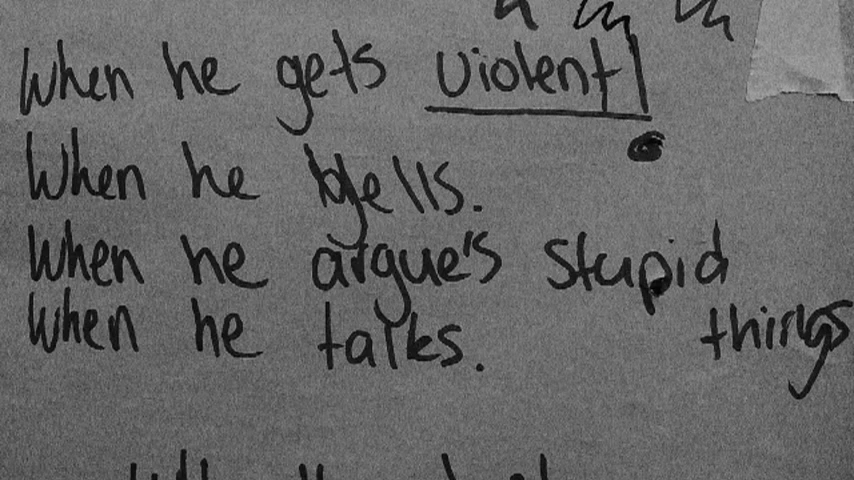 When he gets violent!
When he yells.
When he argue's stupid
When he talks. things